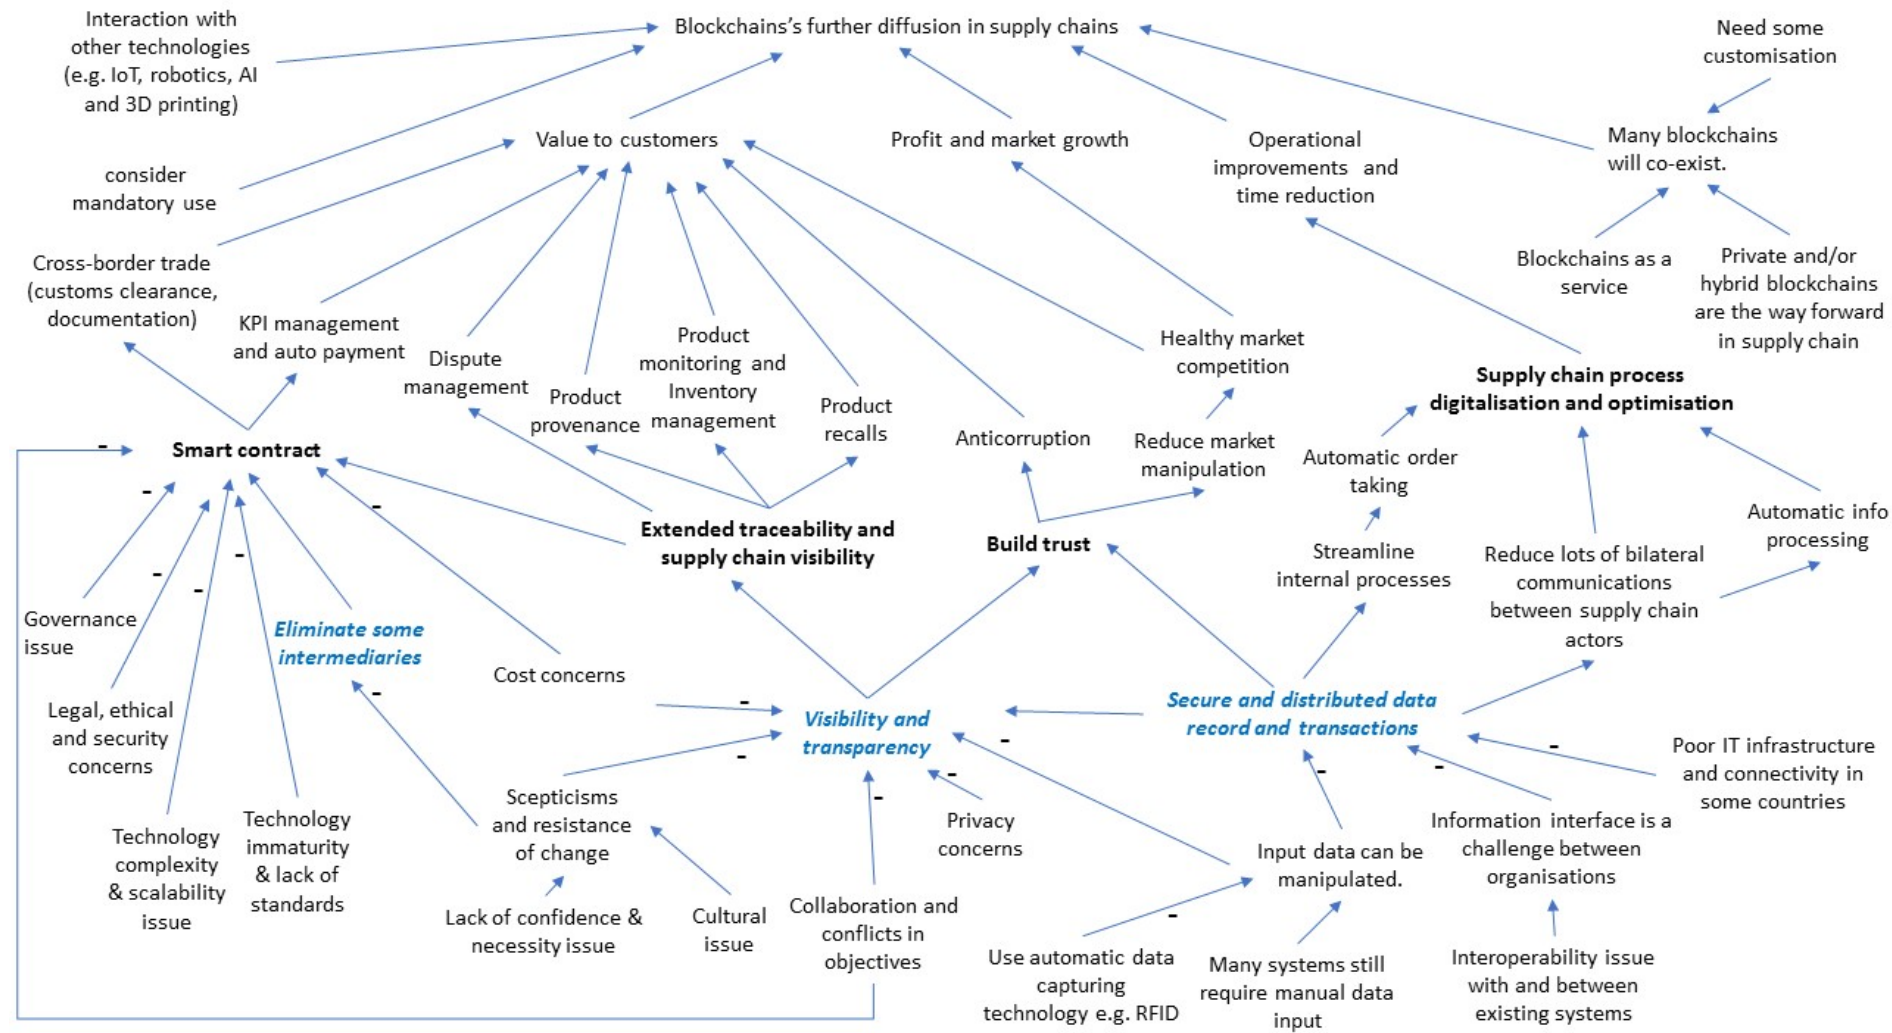 Interaction with
other technologies
(e.g. IoT, robotics, AI
and 3D printing)
Blockchains's further diffusion in supply chains
Need some
customisation
consider
mandatory use
Value to customers
Profit and market growth
Operational
improvements and
time reduction
Many blockchains
will co-exist.
Cross-border trade
(customs clearance,
documentation)
KPI management
and auto payment
Dispute
management
Product
provenance
Product
monitoring and
Inventory
management
Product
recalls
Anticorruption
Healthy market
competition
Reduce market
manipulation
Blockchains as a
service
Private and/or
hybrid blockchains
are the way forward
in supply chain
Supply chain process
digitalisation and optimisation
Automatic order
taking
Streamline
internal processes
Reduce lots of bilateral
communications
between supply chain
actors
Automatic info
processing
-
Smart contract
-
-
-
-
-
Extended traceability and
supply chain visibility
Build trust
Governance
issue
Eliminate some
intermediaries
-
Cost concerns
Legal, ethical
and security
concerns
Technology
complexity
& scalability
issue
Technology
immaturity
& lack of
standards
-
-
Visibility and
transparency
-
-
-
Secure and distributed data
record and transactions
-
-
-
Scepticisms
and resistance
of change
Privacy
concerns
Lack of confidence &
necessity issue
Cultural
issue
Collaboration and
conflicts in
objectives
Input data can be
manipulated.
Information interface is a
challenge between
organisations
Poor IT infrastructure
and connectivity in
some countries
-
Use automatic data
capturing
technology e.g. RFID
Many systems still
require manual data
input
Interoperability issue
with and between
existing systems